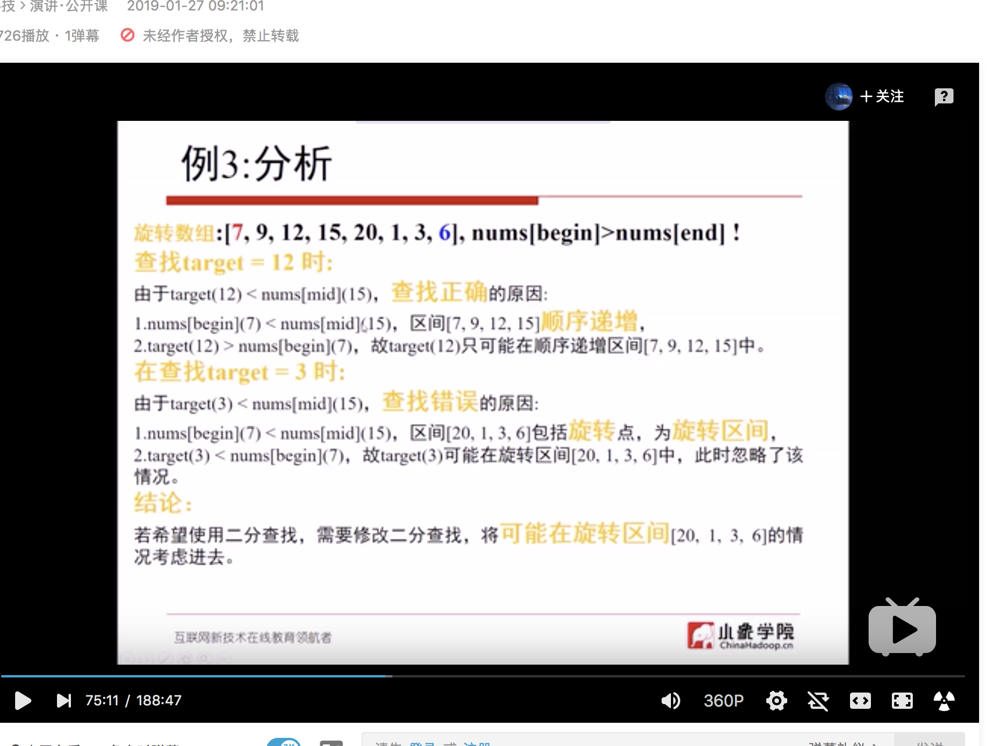 技 > 演讲·公开课 2019-01-27 09:21:01
726播放 · 1弹幕 未经作者授权，禁止转载
＋关注
例3:分析
旋转数组:[7, 9, 12, 15, 20, 1, 3, 6], nums[begin]>nums[end]！
查找target = 12 时:
由于target(12) < nums[mid](15)，查找正确的原因:
1.nums[begin](7) < nums[mid](15)，区间[7, 9, 12, 15]顺序递增，
2.target(12) > nums[begin](7)，故target(12)只可能在顺序递增区间[7, 9, 12, 15]中。
在查找target = 3 时:
由于target(3) < nums[mid](15)，查找错误的原因:
1.nums[begin](7) < nums[mid](15)，区间[20, 1, 3, 6]包括旋转点，为旋转区间，
2.target(3) < nums[begin](7)，故target(3)可能在旋转区间[20, 1, 3, 6]中，此时忽略了该
情况。
结论：
若希望使用二分查找，需要修改二分查找，将可能在旋转区间[20, 1, 3, 6]的情
况考虑进去。
互联网新技术在线教育领航者
小象学院
ChinaHadoop.cn
75:11 / 188:47
360P
请先 登录 或 注册
弹幕礼仪 >
发送